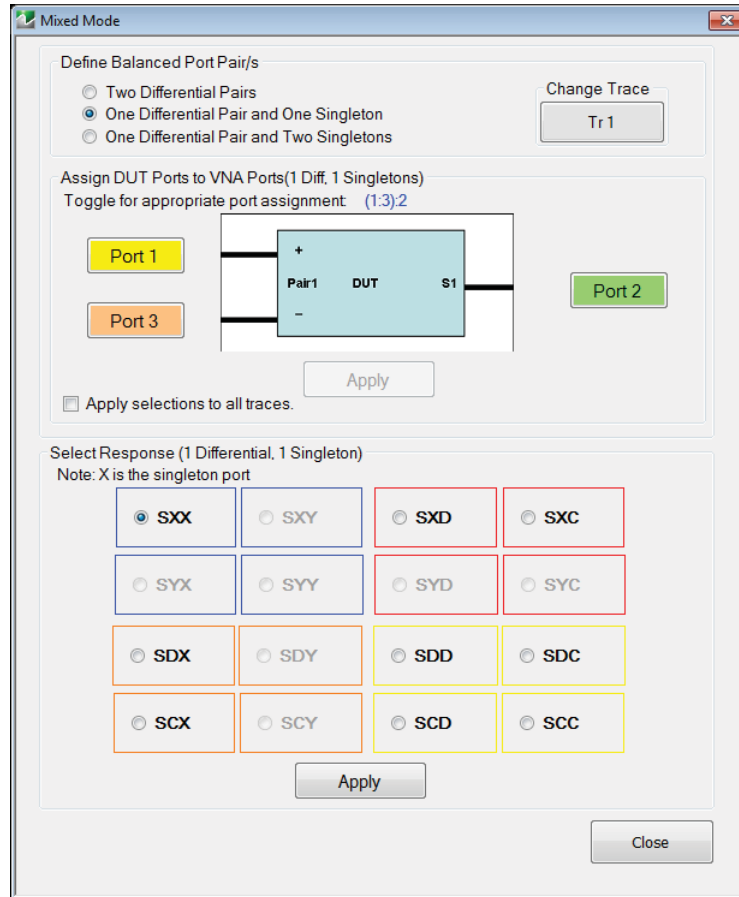 Mixed Mode
Define Balanced Port Pair/s
Two Differential Pairs
One Differential Pair and One Singleton
One Differential Pair and Two Singletons
Change Trace
Tr 1
Assign DUT Ports to VNA Ports(1 Diff, 1 Singletons)
Toggle for appropriate port assignment: (1:3):2
Port 1
Port 3
+
Pair1 DUT S1
−
Port 2
Apply
Apply selections to all traces.
Select Response (1 Differential, 1 Singleton)
Note: X is the singleton port
SXX SXY SXD SXC
SYX SYY SYD SYC
SDX SDY SDD SDC
SCX SCY SCD SCC
Apply
Close